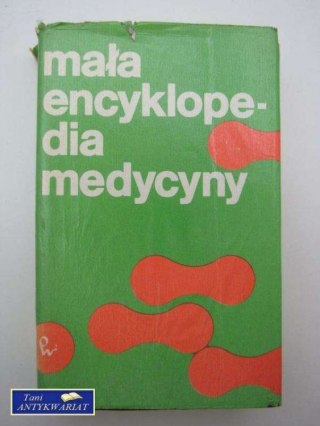 mała
encyklope-
dia
medycyny
Tani
ANTYKWARIAT